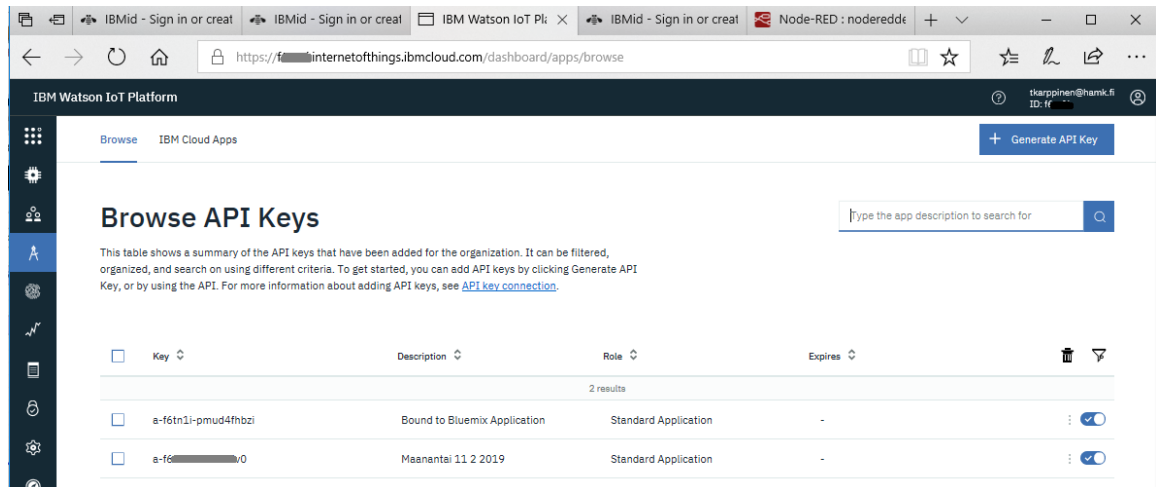 IBMid - Sign in or creat
IBMid - Sign in or creat
IBM Watson IoT Pl
IBMid - Sign in or creat
Node-RED : noderedde
https://f internetofthings.ibmcloud.com/dashboard/apps/browse
IBM Watson IoT Platform
tkarppinen@hamk.fi
ID: f
Browse
IBM Cloud Apps
+ Generate API Key
Browse API Keys
Type the app description to search for
This table shows a summary of the API keys that have been added for the organization. It can be filtered,
organized, and search on using different criteria. To get started, you can add API keys by clicking Generate API
Key, or by using the API. For more information about adding API keys, see API key connection.
Key
Description
Role
Expires
2 results
a-f6tn1i-pmud4fhbzi
Bound to Bluemix Application
Standard Application
-
a-f6 v0
Maanantai 11 2 2019
Standard Application
-